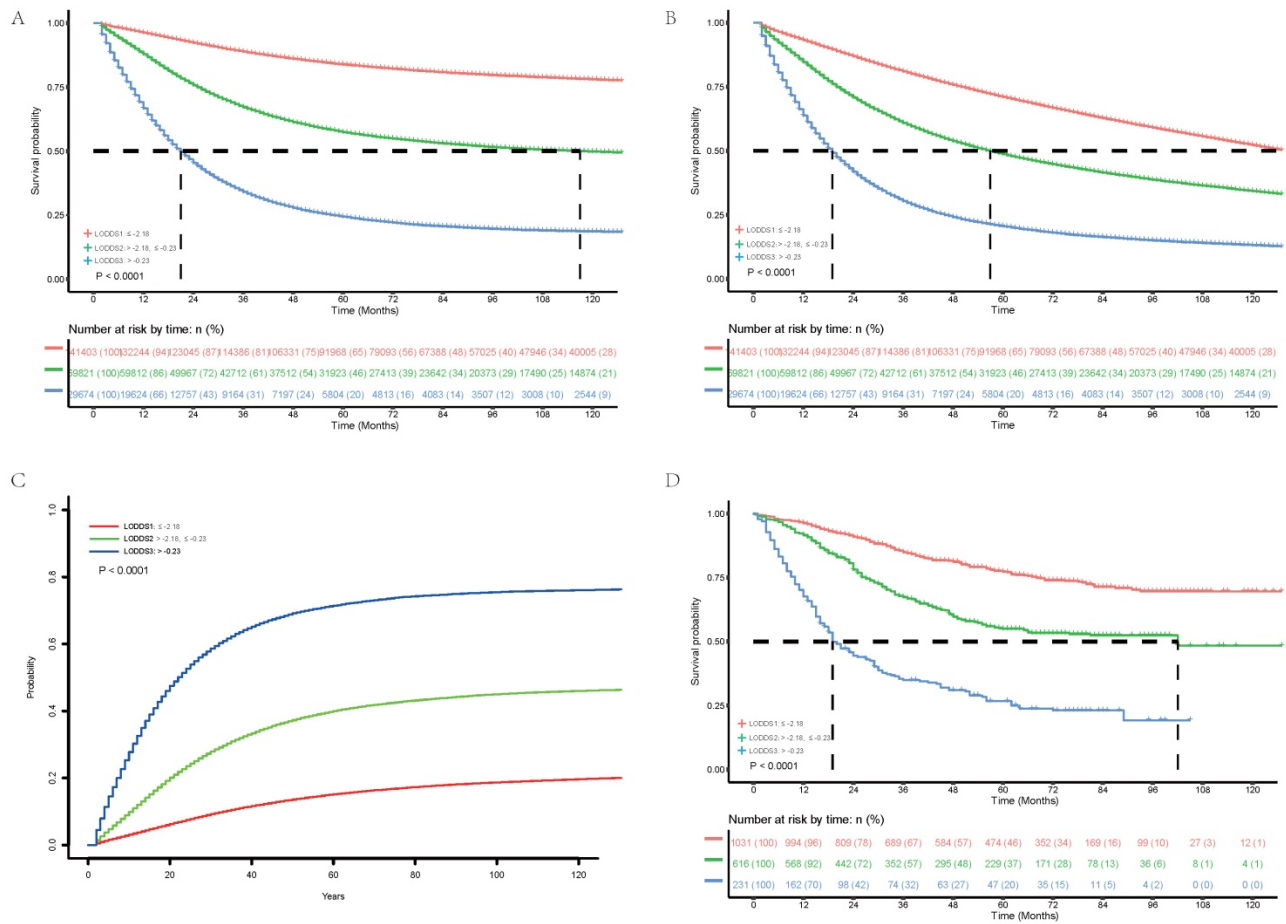 A
Survival probability
1.00
0.75
0.50
0.25
0.00
LODDS1: ≤ -2.18
LODDS2: > -2.18, ≤ -0.23
LODDS3: > -0.23
P < 0.0001
0 12 24 36 48 60 72 84 96 108 120
Time (Months)
Number at risk by time: n (%)
41403 (100) 132244 (94) 123045 (87) 114386 (81) 106331 (75) 91968 (65) 79093 (56) 67388 (48) 57025 (40) 47946 (34) 40005 (28)
69821 (100) 59812 (86) 49967 (72) 42712 (61) 37512 (54) 31923 (46) 27413 (39) 23642 (34) 20373 (29) 17490 (25) 14874 (21)
29674 (100) 19624 (66) 12757 (43) 9164 (31) 7197 (24) 5804 (20) 4813 (16) 4083 (14) 3507 (12) 3008 (10) 2544 (9)
0 12 24 36 48 60 72 84 96 108 120
Time (Months)
B
Survival probability
1.00
0.75
0.50
0.25
0.00
LODDS1: ≤ -2.18
LODDS2: > -2.18, ≤ -0.23
LODDS3: > -0.23
P < 0.0001
0 12 24 36 48 60 72 84 96 108 120
Time
Number at risk by time: n (%)
41403 (100) 132244 (94) 123045 (87) 114386 (81) 106331 (75) 91968 (65) 79093 (56) 67388 (48) 57025 (40) 47946 (34) 40005 (28)
69821 (100) 59812 (86) 49967 (72) 42712 (61) 37512 (54) 31923 (46) 27413 (39) 23642 (34) 20373 (29) 17490 (25) 14874 (21)
29674 (100) 19624 (66) 12757 (43) 9164 (31) 7197 (24) 5804 (20) 4813 (16) 4083 (14) 3507 (12) 3008 (10) 2544 (9)
0 12 24 36 48 60 72 84 96 108 120
Time
C
Probability
1.0
0.8
0.6
0.4
0.2
0.0
LODDS1: ≤ -2.18
LODDS2 > -2.18, ≤ -0.23
LODDS3: > -0.23
P < 0.0001
0 20 40 60 80 100 120
Years
D
Survival probability
1.00
0.75
0.50
0.25
0.00
LODDS1: ≤ -2.18
LODDS2: > -2.18, ≤ -0.23
LODDS3: > -0.23
P < 0.0001
0 12 24 36 48 60 72 84 96 108 120
Time (Months)
Number at risk by time: n (%)
1031 (100) 994 (96) 809 (78) 689 (67) 584 (57) 474 (46) 352 (34) 169 (16) 99 (10) 27 (3) 12 (1)
616 (100) 568 (92) 442 (72) 352 (57) 295 (48) 229 (37) 171 (28) 78 (13) 36 (6) 8 (1) 4 (1)
231 (100) 162 (70) 98 (42) 74 (32) 63 (27) 47 (20) 35 (15) 11 (5) 4 (2) 0 (0) 0 (0)
0 12 24 36 48 60 72 84 96 108 120
Time (Months)